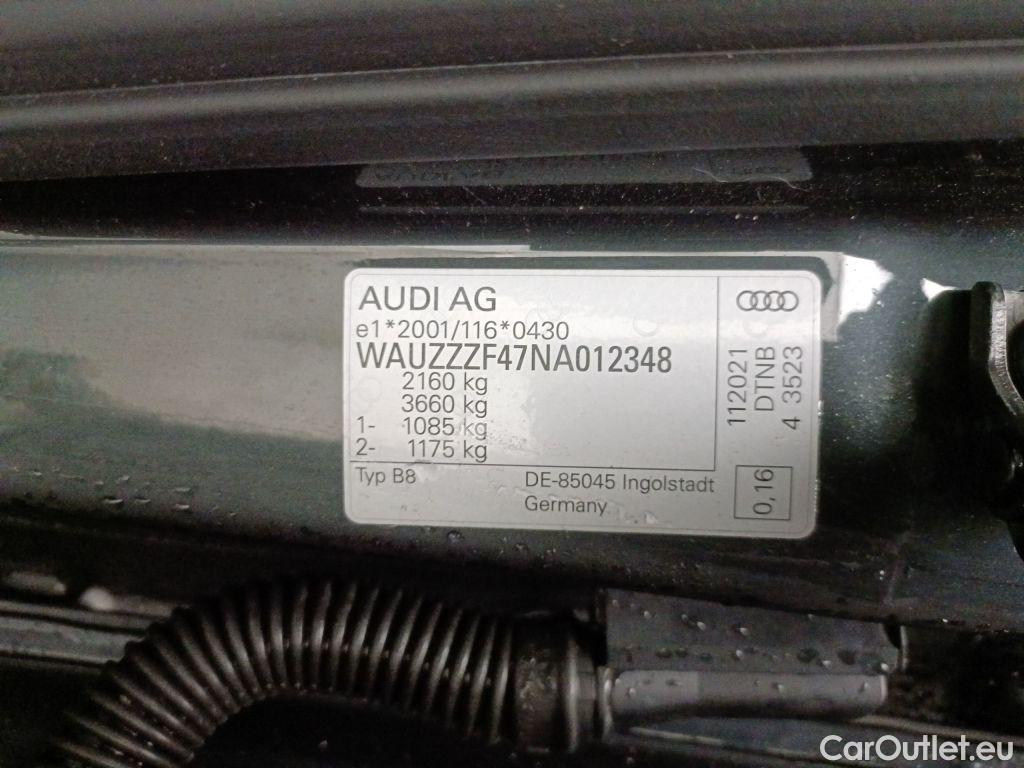 AUDI AG
e1*2001/116*0430
WAUZZZF47NA012348
2160 kg
3660 kg
1- 1085 kg
2- 1175 kg
Typ B8
DE-85045 Ingolstadt
Germany
112021
DTNB
4 3523
0,16
CarOutlet.eu